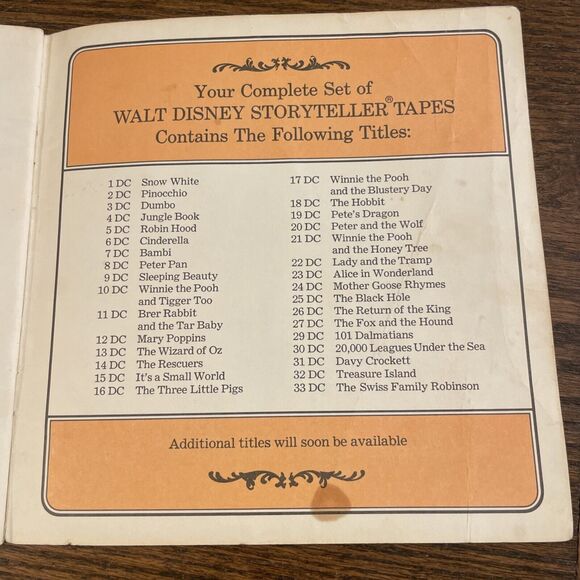 Your Complete Set of
WALT DISNEY STORYTELLER® TAPES
Contains The Following Titles:
1 DC Snow White
2 DC Pinocchio
3 DC Dumbo
4 DC Jungle Book
5 DC Robin Hood
6 DC Cinderella
7 DC Bambi
8 DC Peter Pan
9 DC Sleeping Beauty
10 DC Winnie the Pooh
and Tigger Too
11 DC Brer Rabbit
and the Tar Baby
12 DC Mary Poppins
13 DC The Wizard of Oz
14 DC The Rescuers
15 DC It's a Small World
16 DC The Three Little Pigs
17 DC Winnie the Pooh
and the Blustery Day
18 DC The Hobbit
19 DC Pete's Dragon
20 DC Peter and the Wolf
21 DC Winnie the Pooh
and the Honey Tree
22 DC Lady and the Tramp
23 DC Alice in Wonderland
24 DC Mother Goose Rhymes
25 DC The Black Hole
26 DC The Return of the King
27 DC The Fox and the Hound
29 DC 101 Dalmatians
30 DC 20,000 Leagues Under the Sea
31 DC Davy Crockett
32 DC Treasure Island
33 DC The Swiss Family Robinson
Additional titles will soon be available